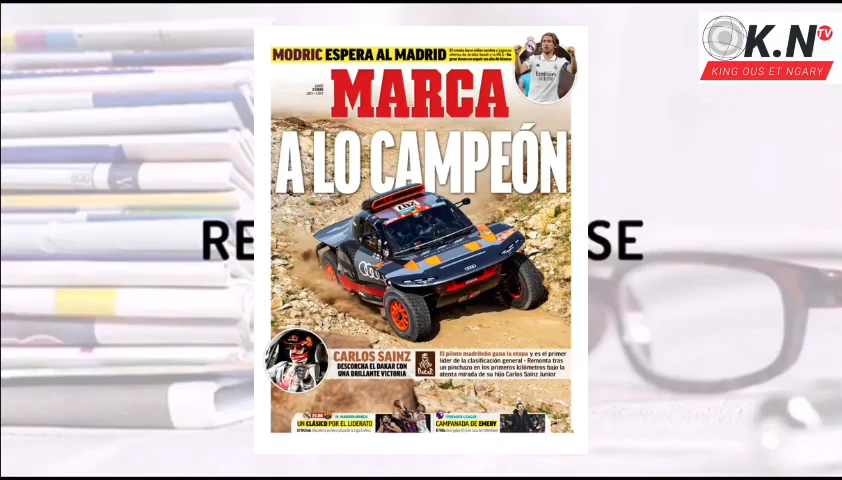 MODRIC ESPERA AL MADRID
MARCA
A LO CAMPEÓN
207
CARLOS SAINZ
DESCORCHA EL DAKAR CON
UNA BRILLANTE VICTORIA
DAKAR
El piloto madrileño gana la etapa y es el primer
líder de la clasificación general · Remonta tras
un pinchazo en los primeros kilómetros bajo la
atenta mirada de su hijo Carlos Sainz Junior
UN CLÁSICO POR EL LIDERATO
PREMIER LEAGUE
CAMPANADA DE EMERY
RE
SE
K.N TV
KING OUS ET NGARY